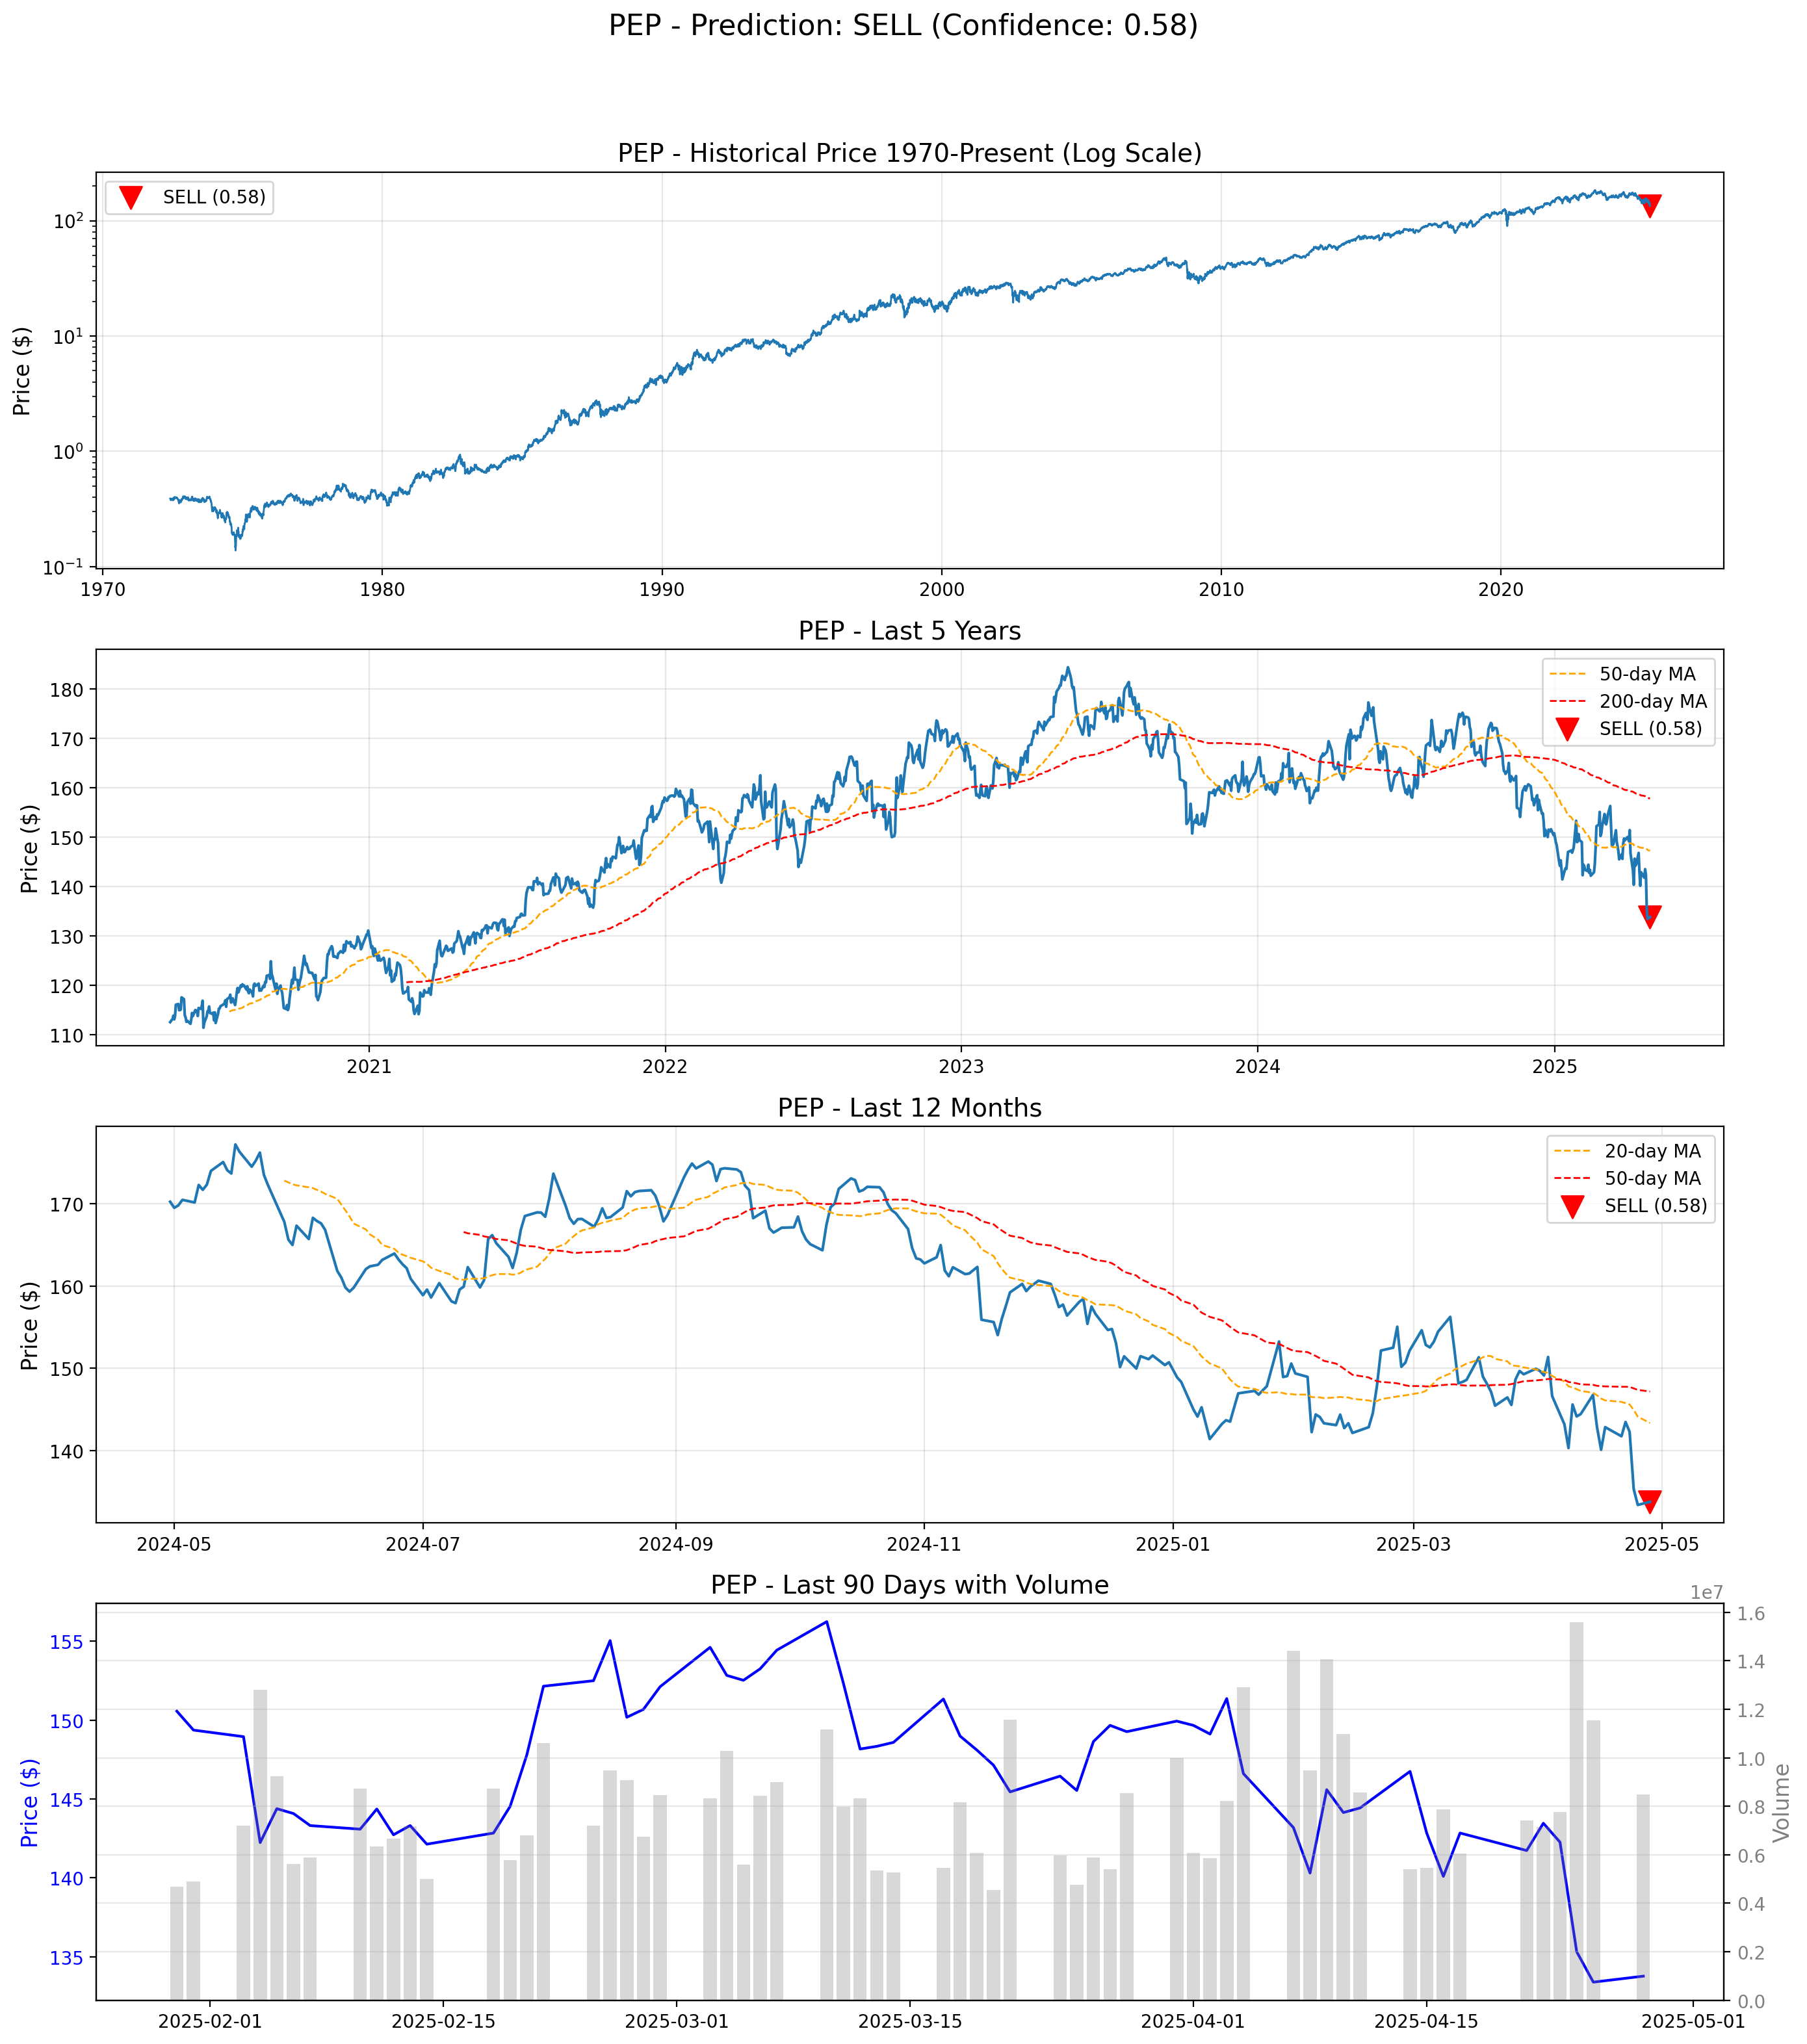 PEP - Prediction: SELL (Confidence: 0.58)
PEP - Historical Price 1970-Present (Log Scale)
SELL (0.58)
Price ($)
10²
10¹
10⁰
10⁻¹
1970 1980 1990 2000 2010 2020
PEP - Last 5 Years
50-day MA
200-day MA
SELL (0.58)
Price ($)
180
170
160
150
140
130
120
110
2021 2022 2023 2024 2025
PEP - Last 12 Months
20-day MA
50-day MA
SELL (0.58)
Price ($)
170
160
150
140
2024-05 2024-07 2024-09 2024-11 2025-01 2025-03 2025-05
PEP - Last 90 Days with Volume
1e7
Price ($)
155
150
145
140
135
1.6
1.4
1.2
1.0
0.8
0.6
0.4
0.2
0.0
Volume
2025-02-01 2025-02-15 2025-03-01 2025-03-15 2025-04-01 2025-04-15 2025-05-01